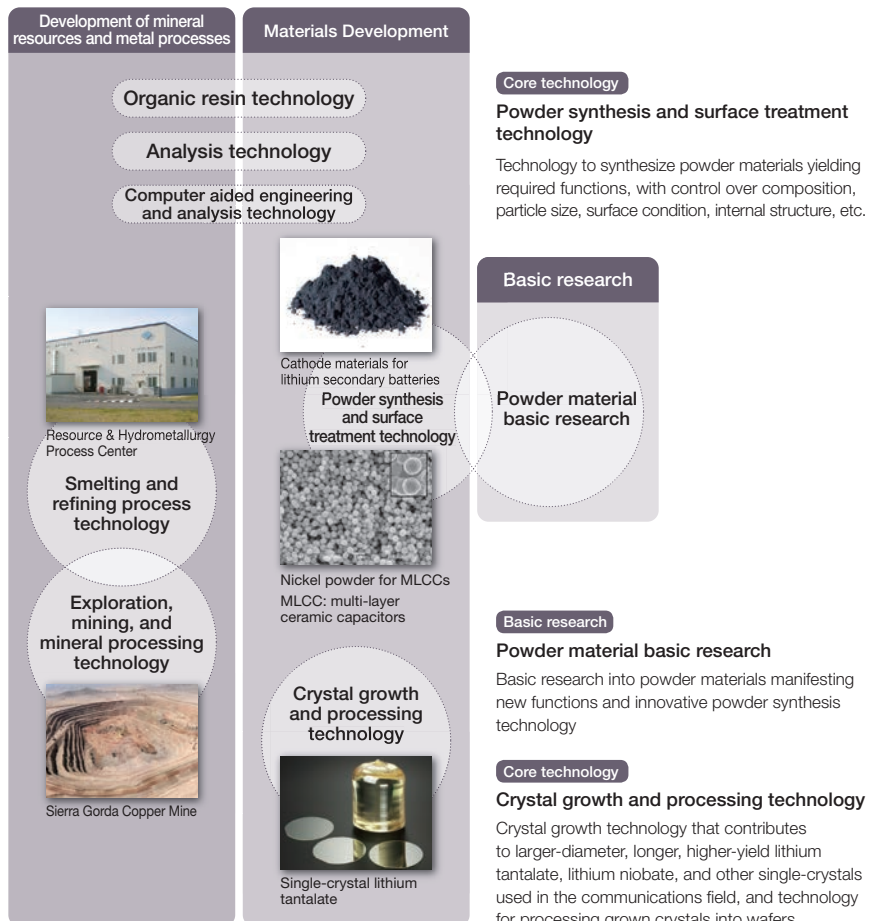 Development of mineral
resources and metal processes
Materials Development
Organic resin technology
Analysis technology
Computer aided engineering
and analysis technology
Resource & Hydrometallurgy
Process Center
Smelting and
refining process
technology
Exploration,
mining, and
mineral processing
technology
Sierra Gorda Copper Mine
Cathode materials for
lithium secondary batteries
Powder synthesis
and surface
treatment technology
Nickel powder for MLCCs
MLCC: multi-layer
ceramic capacitors
Crystal growth
and processing
technology
Single-crystal lithium
tantalate
Core technology
Powder synthesis and surface treatment
technology
Technology to synthesize powder materials yielding
required functions, with control over composition,
particle size, surface condition, internal structure, etc.
Basic research
Powder material
basic research
Basic research
Powder material basic research
Basic research into powder materials manifesting
new functions and innovative powder synthesis
technology
Core technology
Crystal growth and processing technology
Crystal growth technology that contributes
to larger-diameter, longer, higher-yield lithium
tantalate, lithium niobate, and other single-crystals
used in the communications field, and technology
for processing grown crystals into wafers